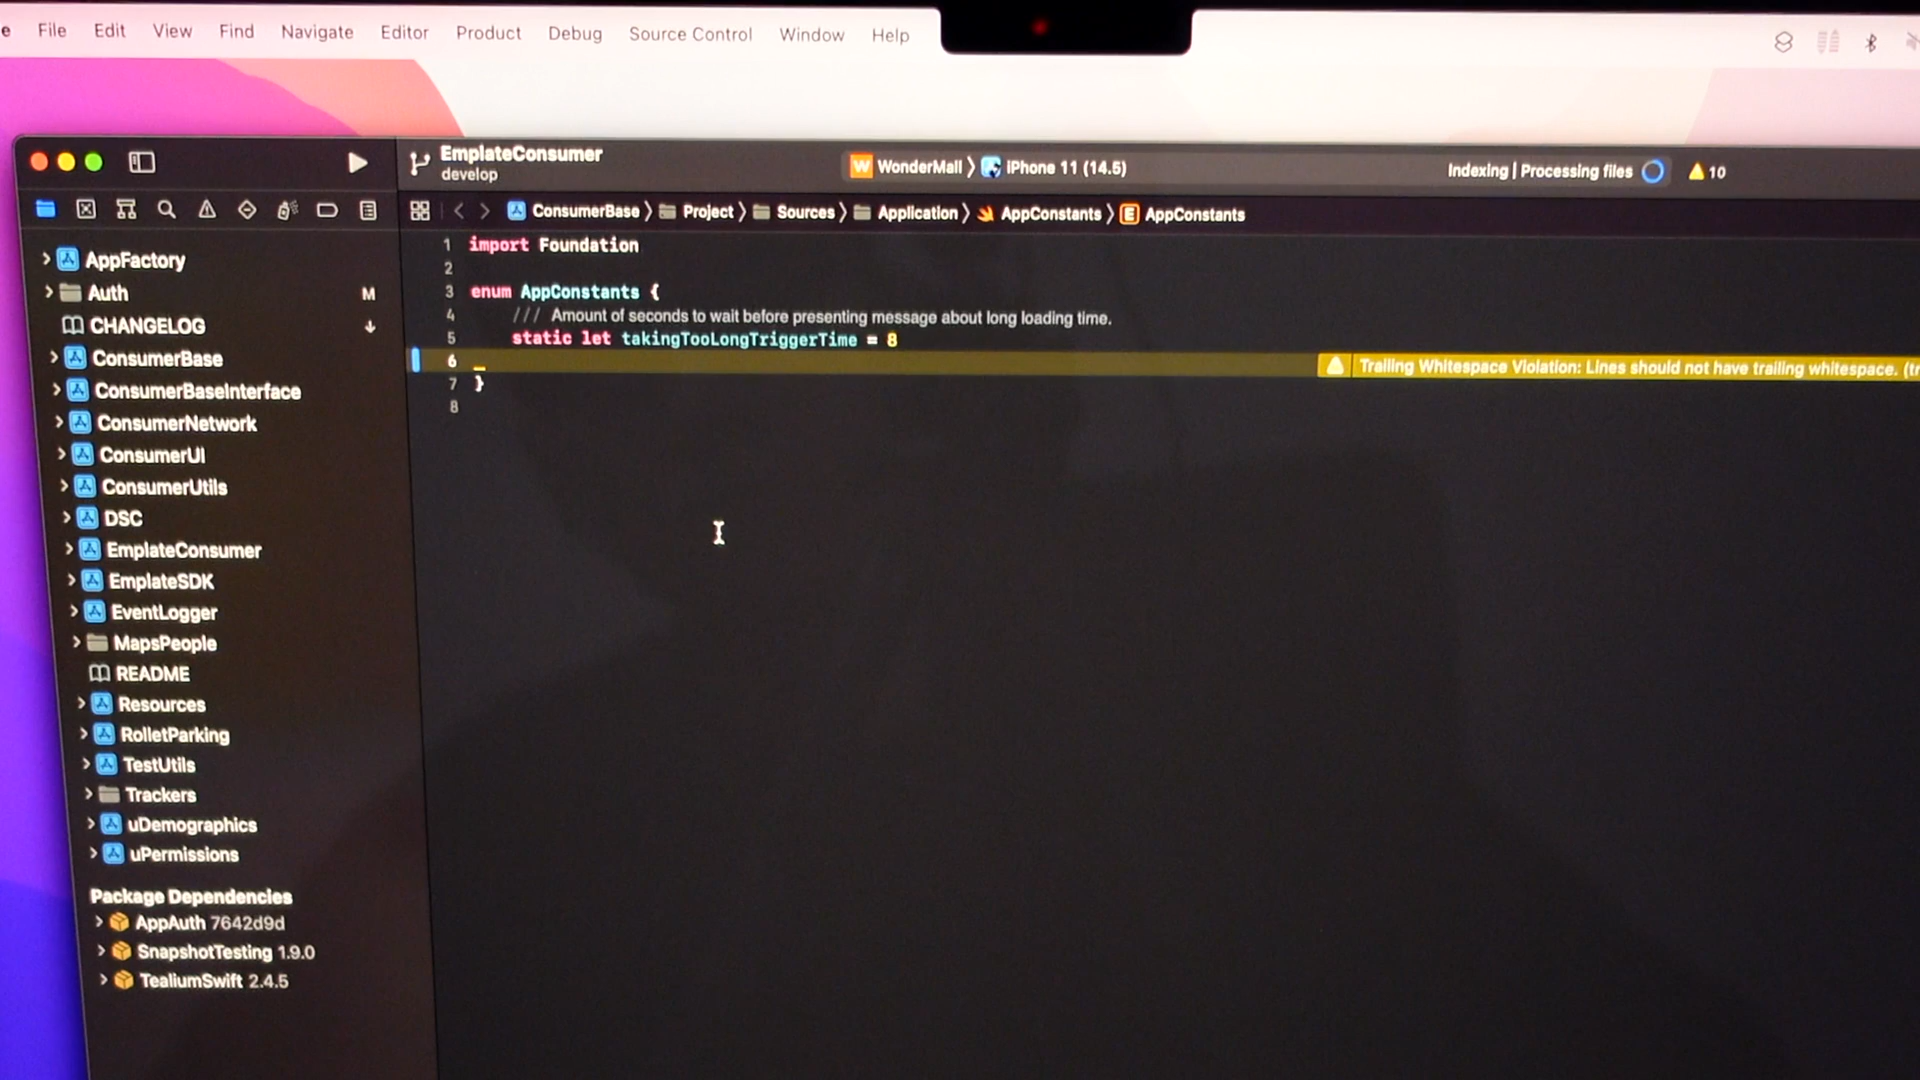 e File Edit View Find Navigate Editor Product Debug Source Control Window Help
EmplateConsumer
develop
WonderMall iPhone 11 (14.5)
Indexing | Processing files
10
ConsumerBase Project Sources Application AppConstants AppConstants
AppFactory
Auth M
CHANGELOG
ConsumerBase
ConsumerBaseInterface
ConsumerNetwork
ConsumerUI
ConsumerUtils
DSC
EmplateConsumer
EmplateSDK
EventLogger
MapsPeople
README
Resources
RolletParking
TestUtils
Trackers
uDemographics
uPermissions
Package Dependencies
AppAuth 7642d9d
SnapshotTesting 1.9.0
TealiumSwift 2.4.5
1 import Foundation
2
3 enum AppConstants {
4 /// Amount of seconds to wait before presenting message about long loading time.
5 static let takingTooLongTriggerTime = 8
6 Trailing Whitespace Violation: Lines should not have trailing whitespace. (tr
7 }
8